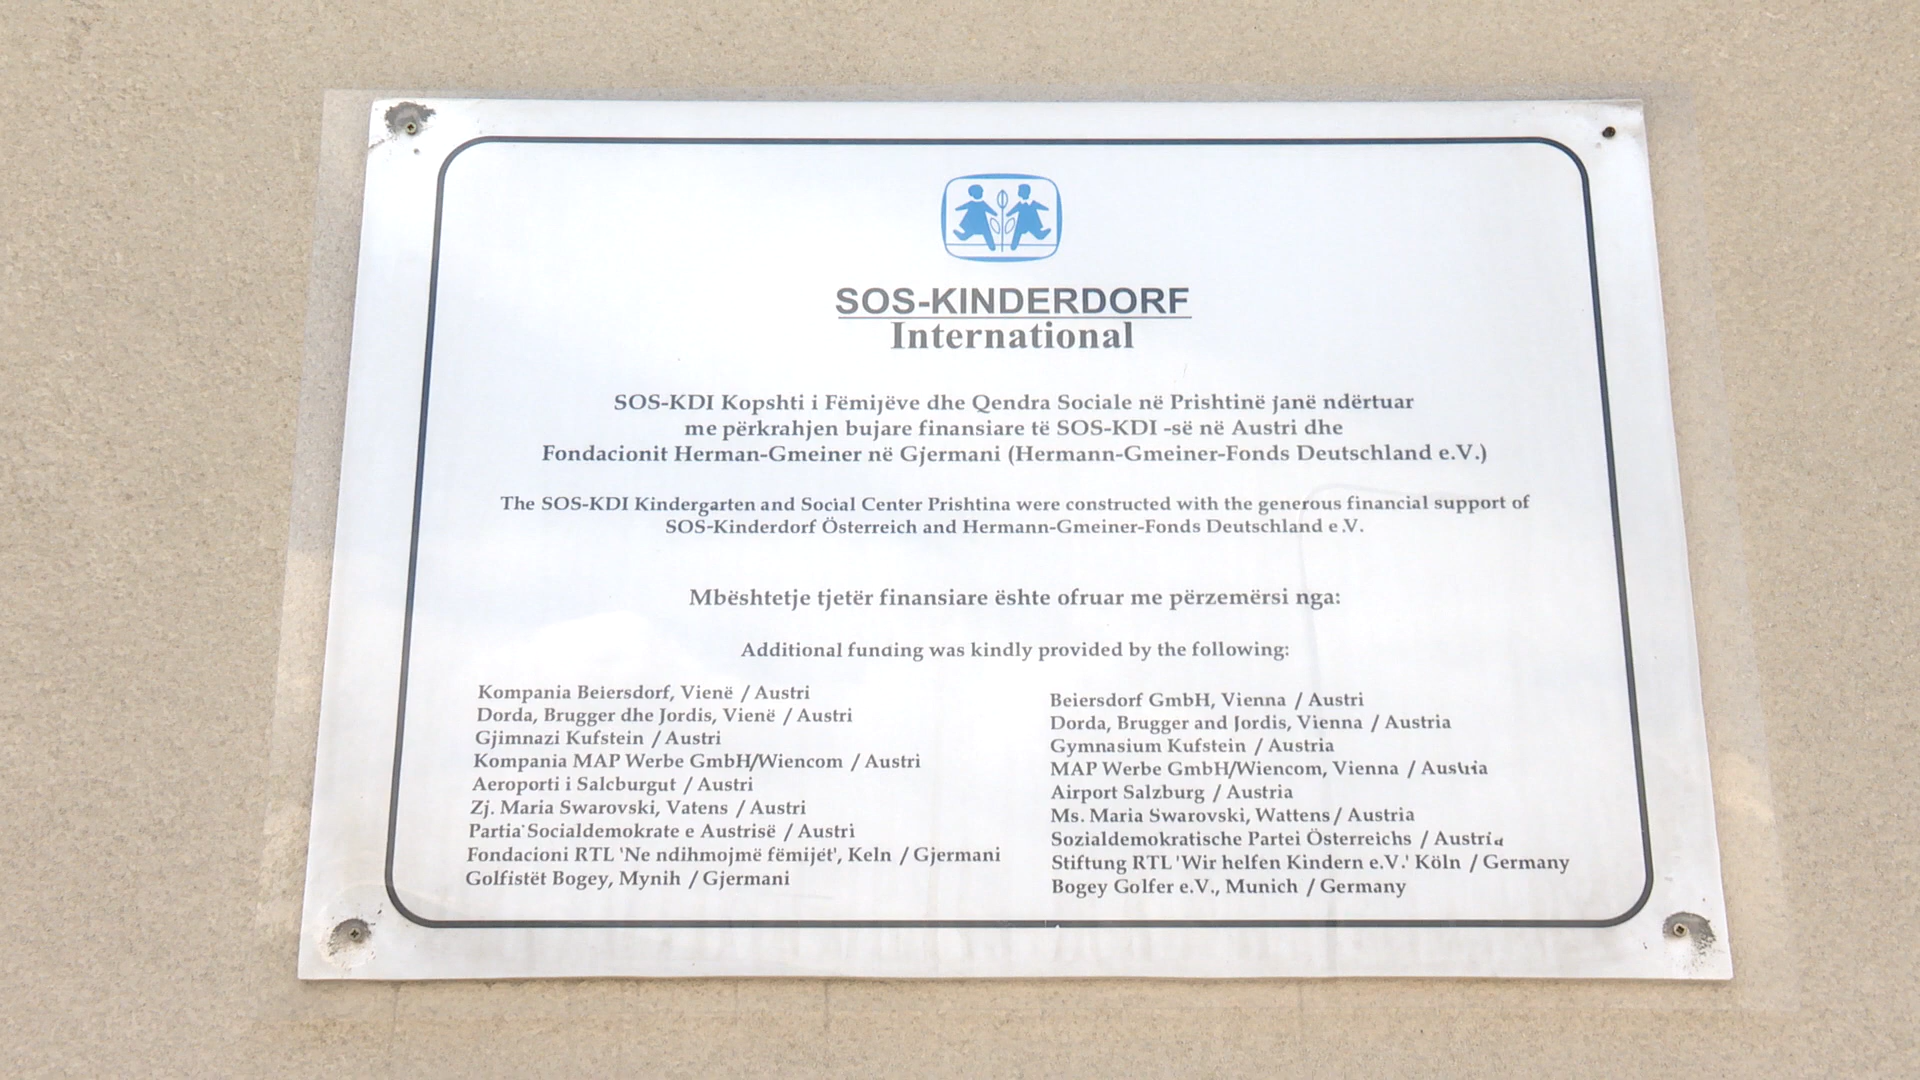 SOS-KINDERDORF
International
SOS-KDI Kopshti i Fëmijëve dhe Qendra Sociale në Prishtinë janë ndërtuar
me përkrahjen bujare finansiare të SOS-KDI -së në Austri dhe
Fondacionit Herman-Gmeiner në Gjermani (Hermann-Gmeiner-Fonds Deutschland e.V.)
The SOS-KDI Kindergarten and Social Center Prishtina were constructed with the generous financial support of
SOS-Kinderdorf Österreich and Hermann-Gmeiner-Fonds Deutschland e.V.
Mbështetje tjetër finansiare është ofruar me përzemërsi nga:
Additional funding was kindly provided by the following:
Kompania Beiersdorf, Vienë / Austri
Dorda, Brugger dhe Jordis, Vienë / Austri
Gjimnazi Kufstein / Austri
Kompania MAP Werbe GmbH/Wiencom / Austri
Aeroporti i Salcburgut / Austri
Zj. Maria Swarovski, Vatens / Austri
Partia Socialdemokrate e Austrisë / Austri
Fondacioni RTL 'Ne ndihmojmë fëmijët', Keln / Gjermani
Golfistët Bogey, Mynih / Gjermani
Beiersdorf GmbH, Vienna / Austri
Dorda, Brugger and Jordis, Vienna / Austria
Gymnasium Kufstein / Austria
MAP Werbe GmbH/Wiencom, Vienna / Austria
Airport Salzburg / Austria
Ms. Maria Swarovski, Wattens / Austria
Sozialdemokratische Partei Österreichs / Austria
Stiftung RTL 'Wir helfen Kindern e.V.' Köln / Germany
Bogey Golfer e.V., Munich / Germany